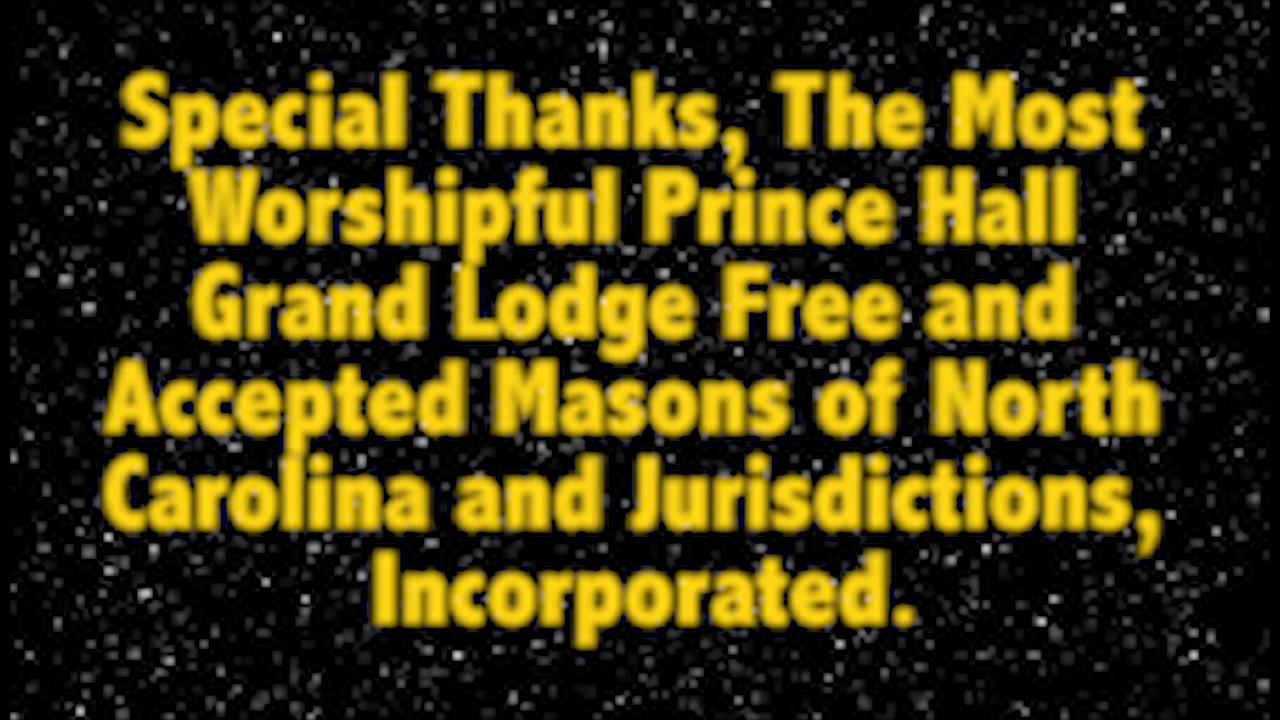 Special Thanks, The Most
Worshipful Prince Hall
Grand Lodge Free and
Accepted Masons of North
Carolina and Jurisdictions,
Incorporated.